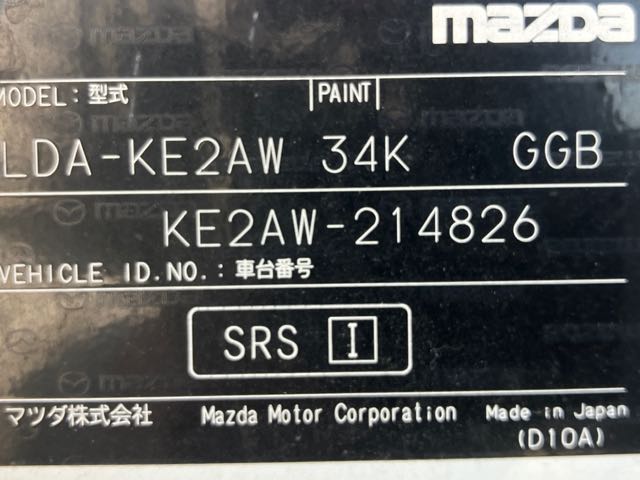 mazda
MODEL: 型式 PAINT
LDA-KE2AW 34K GGB
KE2AW-214826
VEHICLE ID.NO.: 車台番号
SRS I
マツダ株式会社 Mazda Motor Corporation Made in Japan
(D10A)